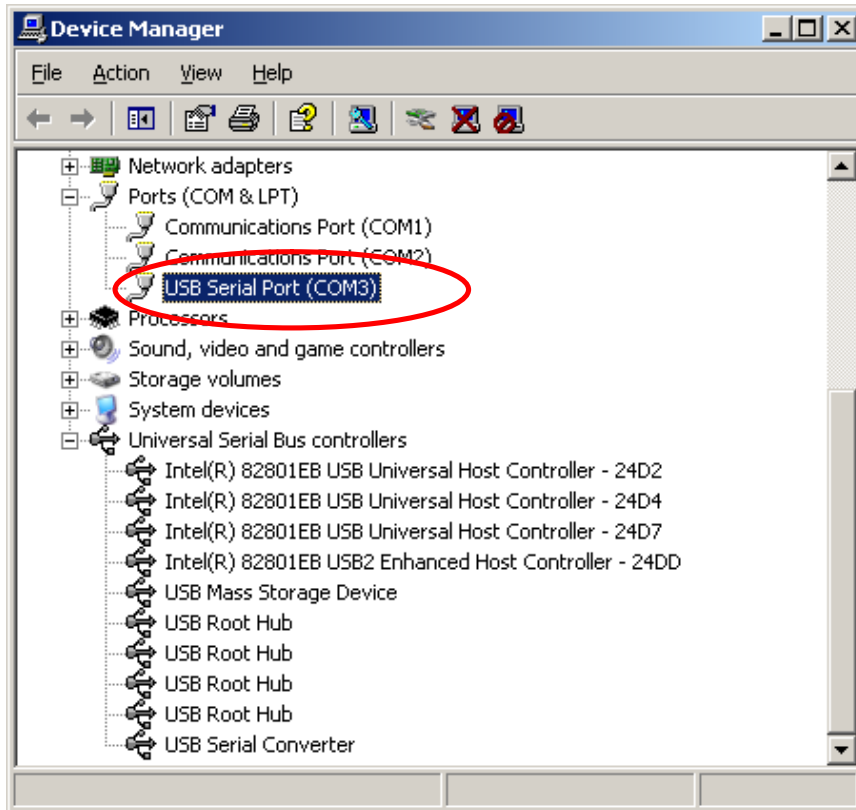 Device Manager
File Action View Help
Network adapters
Ports (COM & LPT)
Communications Port (COM1)
Communications Port (COM2)
USB Serial Port (COM3)
Processors
Sound, video and game controllers
Storage volumes
System devices
Universal Serial Bus controllers
Intel(R) 82801EB USB Universal Host Controller - 24D2
Intel(R) 82801EB USB Universal Host Controller - 24D4
Intel(R) 82801EB USB Universal Host Controller - 24D7
Intel(R) 82801EB USB2 Enhanced Host Controller - 24DD
USB Mass Storage Device
USB Root Hub
USB Root Hub
USB Root Hub
USB Root Hub
USB Serial Converter